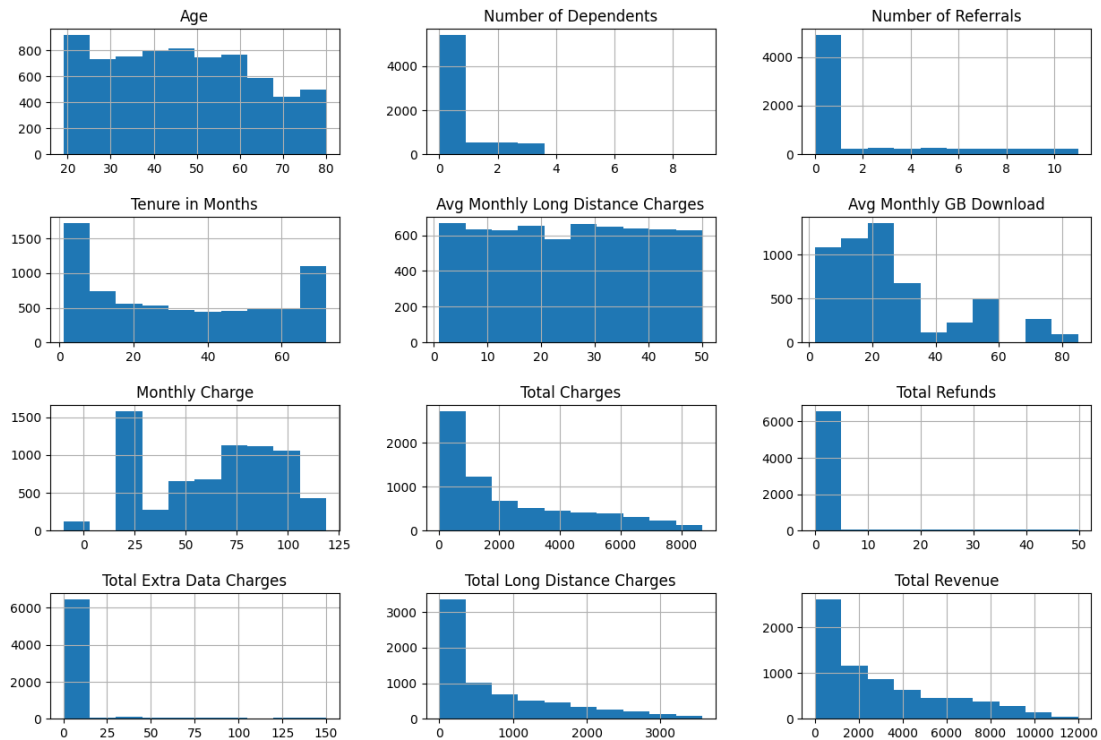 Age
Number of Dependents
Number of Referrals
800
600
400
200
0
20 30 40 50 60 70 80
4000
2000
0
0 2 4 6 8
4000
2000
0
0 2 4 6 8 10
Tenure in Months
Avg Monthly Long Distance Charges
Avg Monthly GB Download
1500
1000
500
0
0 20 40 60
600
400
200
0
0 10 20 30 40 50
1000
500
0
0 20 40 60 80
Monthly Charge
Total Charges
Total Refunds
1500
1000
500
0
0 25 50 75 100 125
2000
1000
0
0 2000 4000 6000 8000
6000
4000
2000
0
0 10 20 30 40 50
Total Extra Data Charges
Total Long Distance Charges
Total Revenue
6000
4000
2000
0
0 25 50 75 100 125 150
3000
2000
1000
0
0 1000 2000 3000
2000
1000
0
0 2000 4000 6000 8000 10000 12000